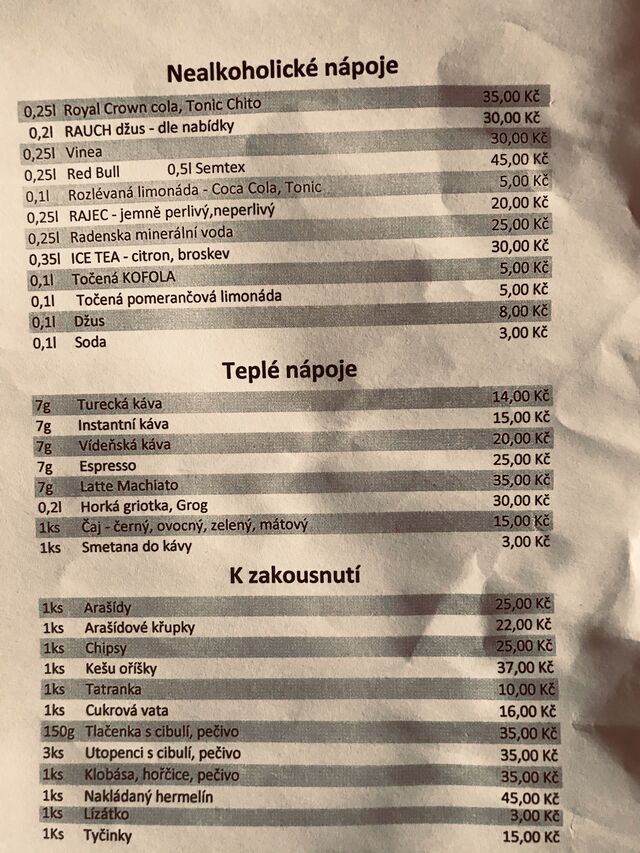 Nealkoholické nápoje
0,25l Royal Crown cola, Tonic Chito 35,00 Kč
0,2l RAUCH džus - dle nabídky 30,00 Kč
0,25l Vinea 30,00 Kč
0,25l Red Bull 0,5l Semtex 45,00 Kč
0,1l Rozlévaná limonáda - Coca Cola, Tonic 5,00 Kč
0,25l RAJEC - jemně perlivý,neperlivý 20,00 Kč
0,25l Radenska minerální voda 25,00 Kč
0,35l ICE TEA - citron, broskev 30,00 Kč
0,1l Točená KOFOLA 5,00 Kč
0,1l Točená pomerančová limonáda 5,00 Kč
0,1l Džus 8,00 Kč
0,1l Soda 3,00 Kč
Teplé nápoje
7g Turecká káva 14,00 Kč
7g Instantní káva 15,00 Kč
7g Vídeňská káva 20,00 Kč
7g Espresso 25,00 Kč
7g Latte Machiato 35,00 Kč
0,2l Horká griotka, Grog 30,00 Kč
1ks Čaj - černý, ovocný, zelený, mátový 15,00 Kč
1ks Smetana do kávy 3,00 Kč
K zakousnutí
1ks Arašídy 25,00 Kč
1ks Arašídové křupky 22,00 Kč
1ks Chipsy 25,00 Kč
1ks Kešu oříšky 37,00 Kč
1ks Tatranka 10,00 Kč
1ks Cukrová vata 16,00 Kč
150g Tlačenka s cibulí, pečivo 35,00 Kč
3ks Utopenci s cibulí, pečivo 35,00 Kč
1ks Klobása, hořčice, pečivo 35,00 Kč
1ks Nakládaný hermelín 45,00 Kč
1ks Lízátko 3,00 Kč
1Ks Tyčinky 15,00 Kč